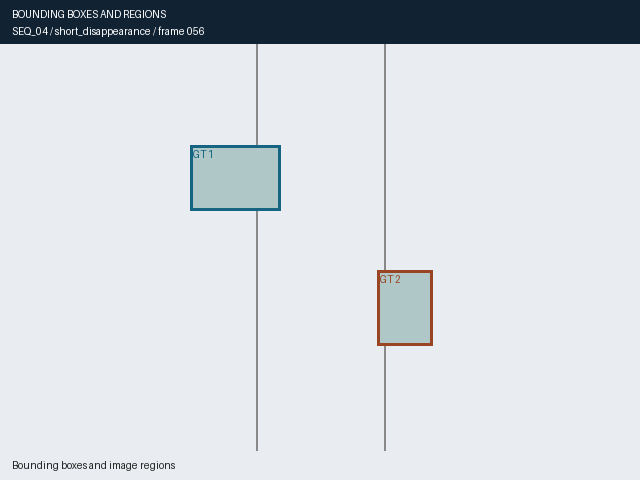 BOUNDING BOXES AND REGIONS
SEQ_04 / short_disappearance / frame 056
GT1
GT2
Bounding boxes and image regions